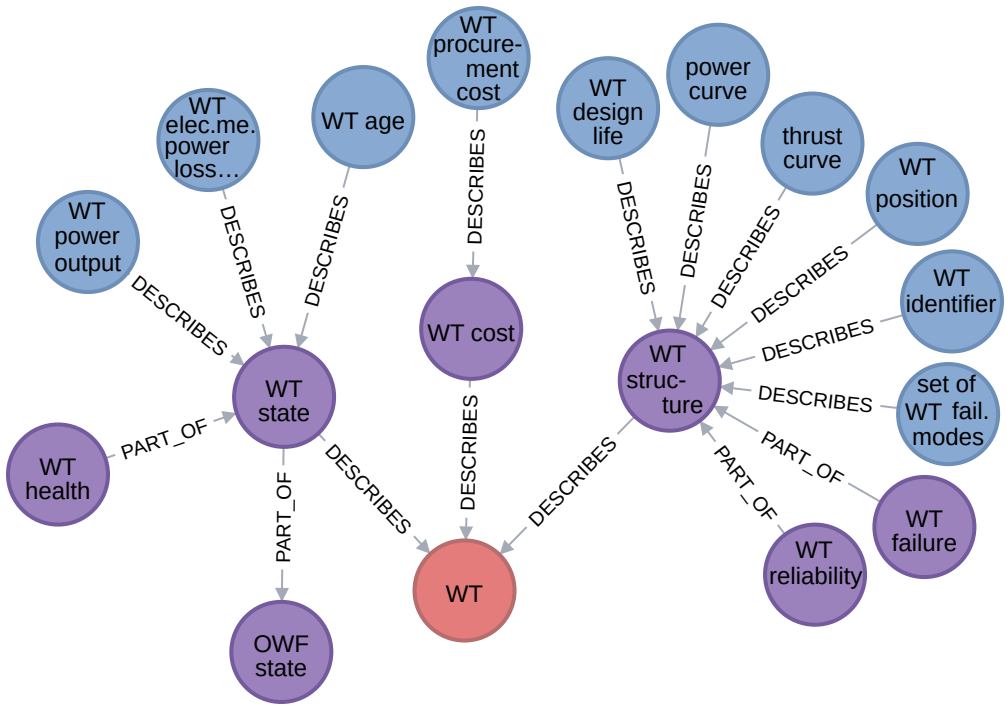 WT
procure-
ment
cost
WT
elec.me.
power
loss...
WT age
WT
design
life
power
curve
thrust
curve
WT
position
WT
power
output
WT
identifier
set of
WT fail.
modes
DESCRIBES
DESCRIBES
DESCRIBES
DESCRIBES
DESCRIBES
DESCRIBES
DESCRIBES
DESCRIBES
DESCRIBES
DESCRIBES
WT cost
WT
state
WT
struc-
ture
WT
health
PART_OF
PART_OF
DESCRIBES
DESCRIBES
DESCRIBES
PART_OF
PART_OF
WT
failure
WT
reliability
WT
OWF
state